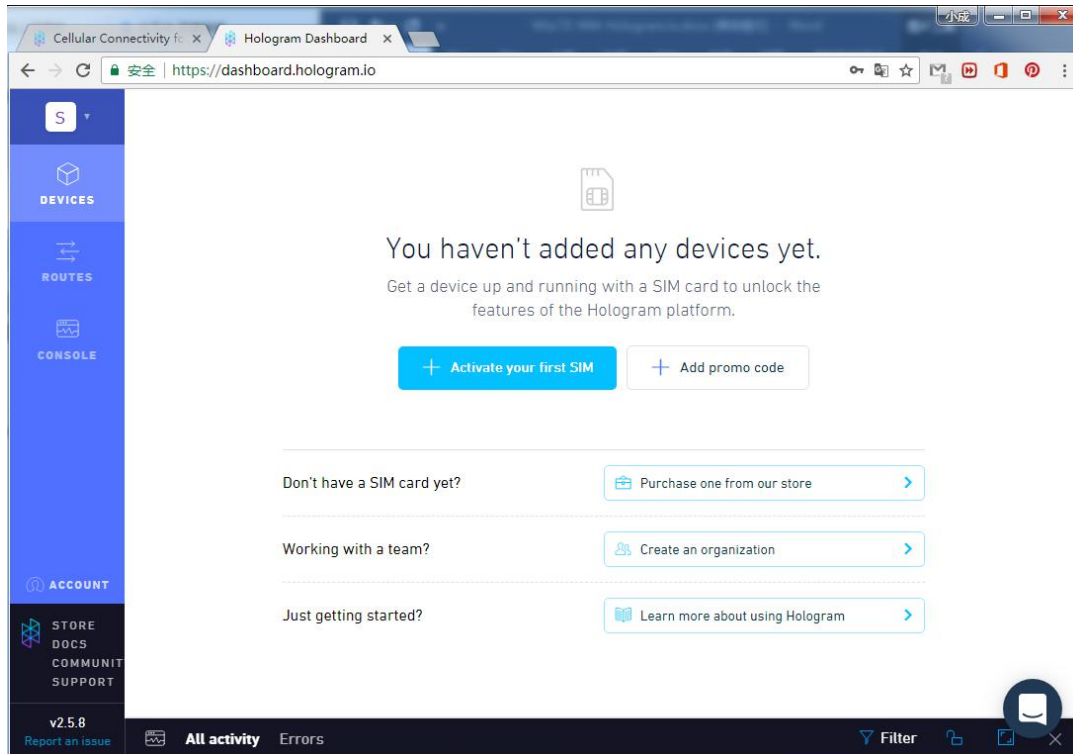 小成
Cellular Connectivity fo
Hologram Dashboard
安全 | https://dashboard.hologram.io
S
DEVICES
ROUTES
CONSOLE
You haven't added any devices yet.
Get a device up and running with a SIM card to unlock the
features of the Hologram platform.
Activate your first SIM
Add promo code
Don't have a SIM card yet?
Purchase one from our store
Working with a team?
Create an organization
Just getting started?
Learn more about using Hologram
ACCOUNT
STORE
DOCS
COMMUNIT
SUPPORT
v2.5.8
Report an issue
All activity
Errors
Filter